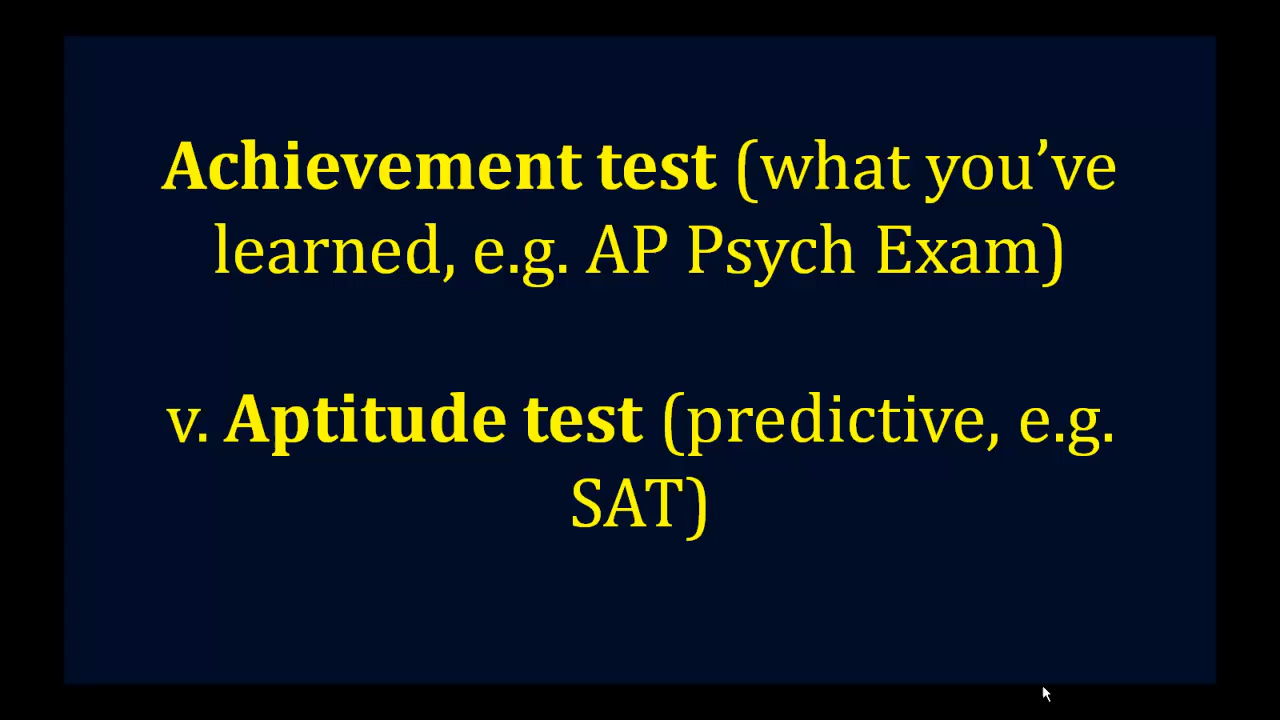 Achievement test (what you’ve
learned, e.g. AP Psych Exam)
v. Aptitude test (predictive, e.g.
SAT)